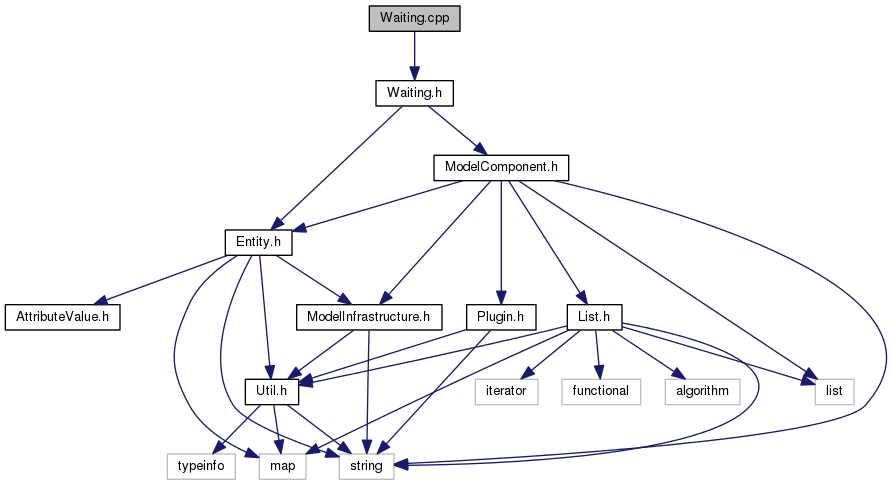 Waiting.cpp
Waiting.h
ModelComponent.h
Entity.h
AttributeValue.h
ModelInfrastructure.h
Plugin.h
List.h
Util.h
iterator
functional
algorithm
list
typeinfo
map
string